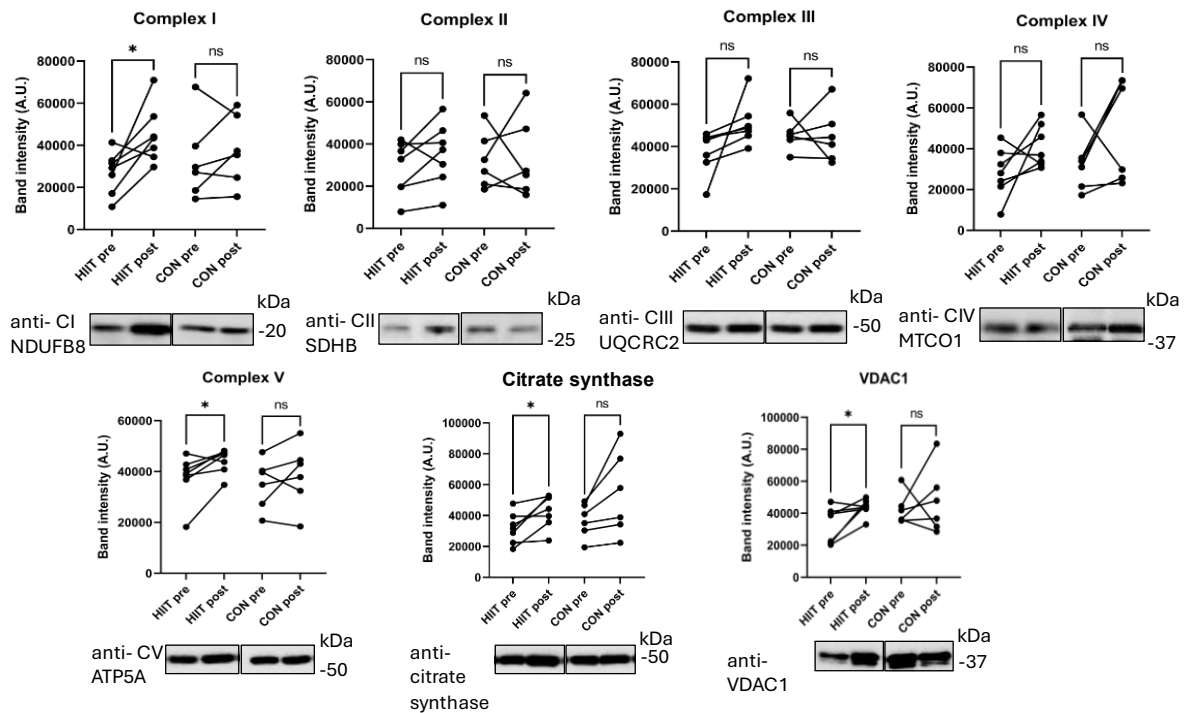 Complex I
* ns
Band intensity (A.U.)
80000
60000
40000
20000
0
HIIT pre
HIIT post
CON pre
CON post
anti- CI
NDUFB8
kDa
-20
Complex II
ns ns
Band intensity (A.U.)
80000
60000
40000
20000
0
HIIT pre
HIIT post
CON pre
CON post
anti- CII
SDHB
kDa
-25
Complex III
ns ns
Band intensity (A.U.)
80000
60000
40000
20000
0
HIIT pre
HIIT post
CON pre
CON post
anti- CIII
UQCRC2
kDa
-50
Complex IV
ns ns
Band intensity (A.U.)
80000
60000
40000
20000
0
HIIT pre
HIIT post
CON pre
CON post
anti- CIV
MTCO1
kDa
-37
Complex V
* ns
Band intensity (A.U.)
60000
40000
20000
0
HIIT pre
HIIT post
CON pre
CON post
anti- CV
ATP5A
kDa
-50
Citrate synthase
* ns
Band intensity (A.U.)
100000
80000
60000
40000
20000
0
HIIT pre
HIIT post
CON pre
CON post
anti-
citrate
synthase
kDa
-50
VDAC1
* ns
Band intensity (A.U.)
100000
80000
60000
40000
20000
0
HIIT pre
HIIT post
CON pre
CON post
anti-
VDAC1
kDa
-37